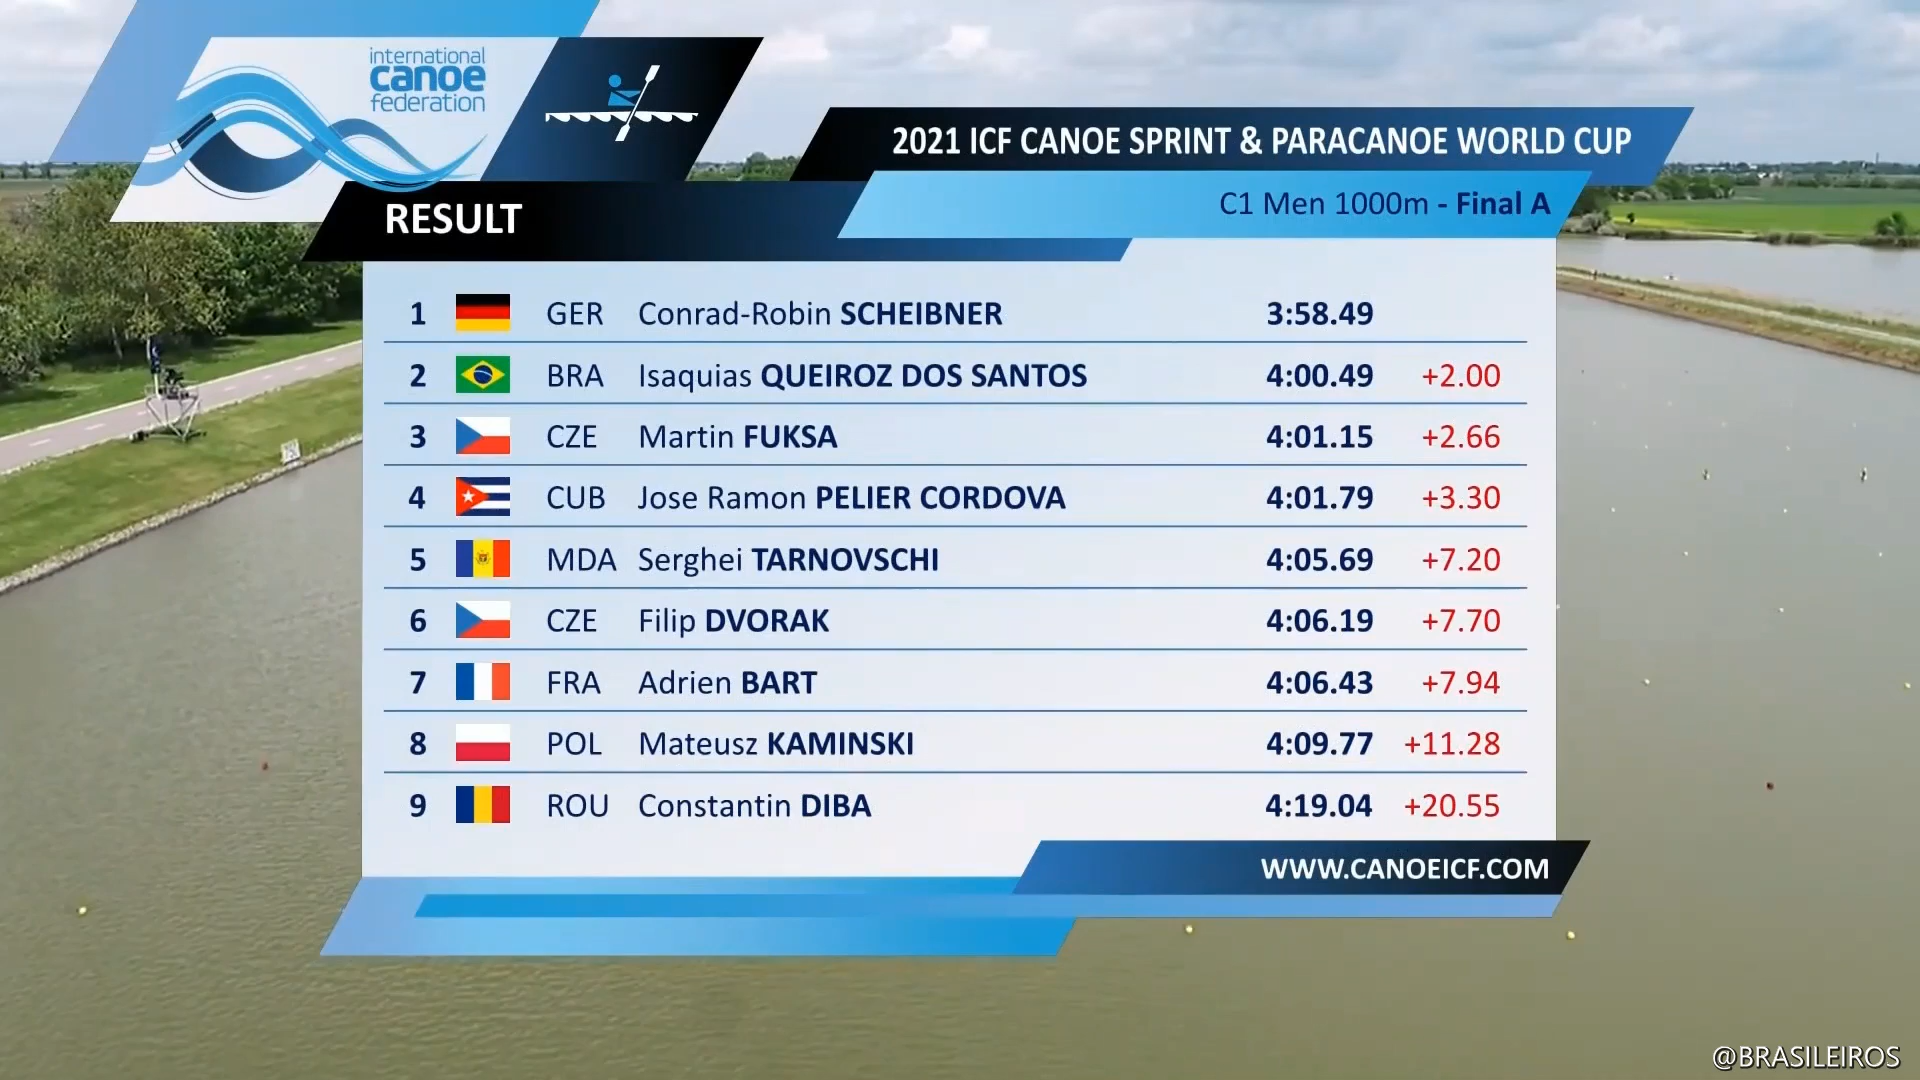 international
canoe
federation
2021 ICF CANOE SPRINT & PARACANOE WORLD CUP
C1 Men 1000m - Final A
RESULT
1 GER Conrad-Robin SCHEIBNER 3:58.49
2 BRA Isaquias QUEIROZ DOS SANTOS 4:00.49 +2.00
3 CZE Martin FUKSA 4:01.15 +2.66
4 CUB Jose Ramon PELIER CORDOVA 4:01.79 +3.30
5 MDA Serghei TARNOVSCHI 4:05.69 +7.20
6 CZE Filip DVORAK 4:06.19 +7.70
7 FRA Adrien BART 4:06.43 +7.94
8 POL Mateusz KAMINSKI 4:09.77 +11.28
9 ROU Constantin DIBA 4:19.04 +20.55
WWW.CANOEICF.COM
@BRASILEIROS